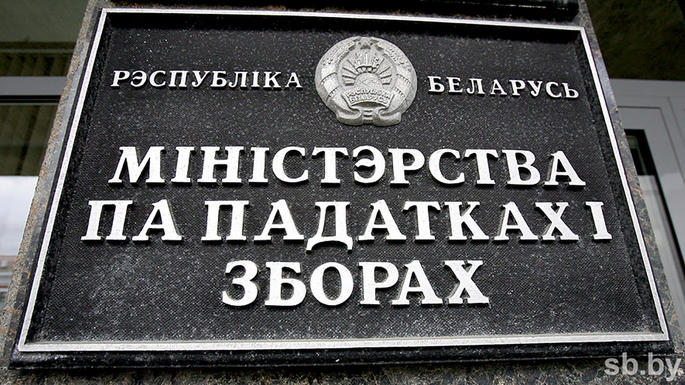 РЭСПУБЛІКА БЕЛАРУСЬ
МІНІСТЭРСТВА
ПА ПАДАТКАХ І
ЗБОРАХ
sb.by